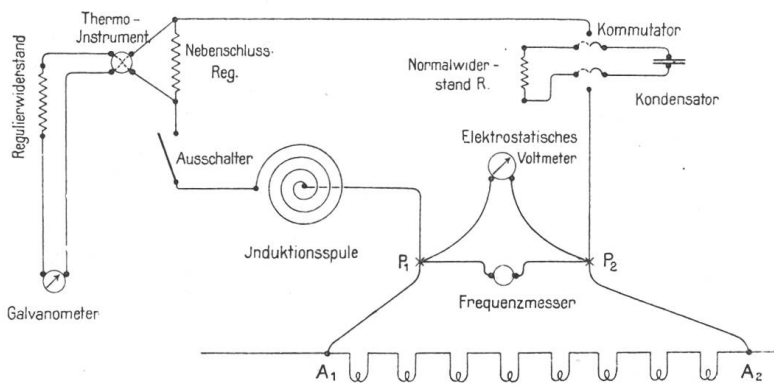 Thermo-
Jnstrument.
Regulierwiderstand
Nebenschluss-
Reg.
Kommutator
Normalwider-
stand R.
Kondensator
Ausschalter
Elektrostatisches
Voltmeter
Jnduktionsspule
P₁
P₂
Galvanometer
Frequenzmesser
A₁
A₂